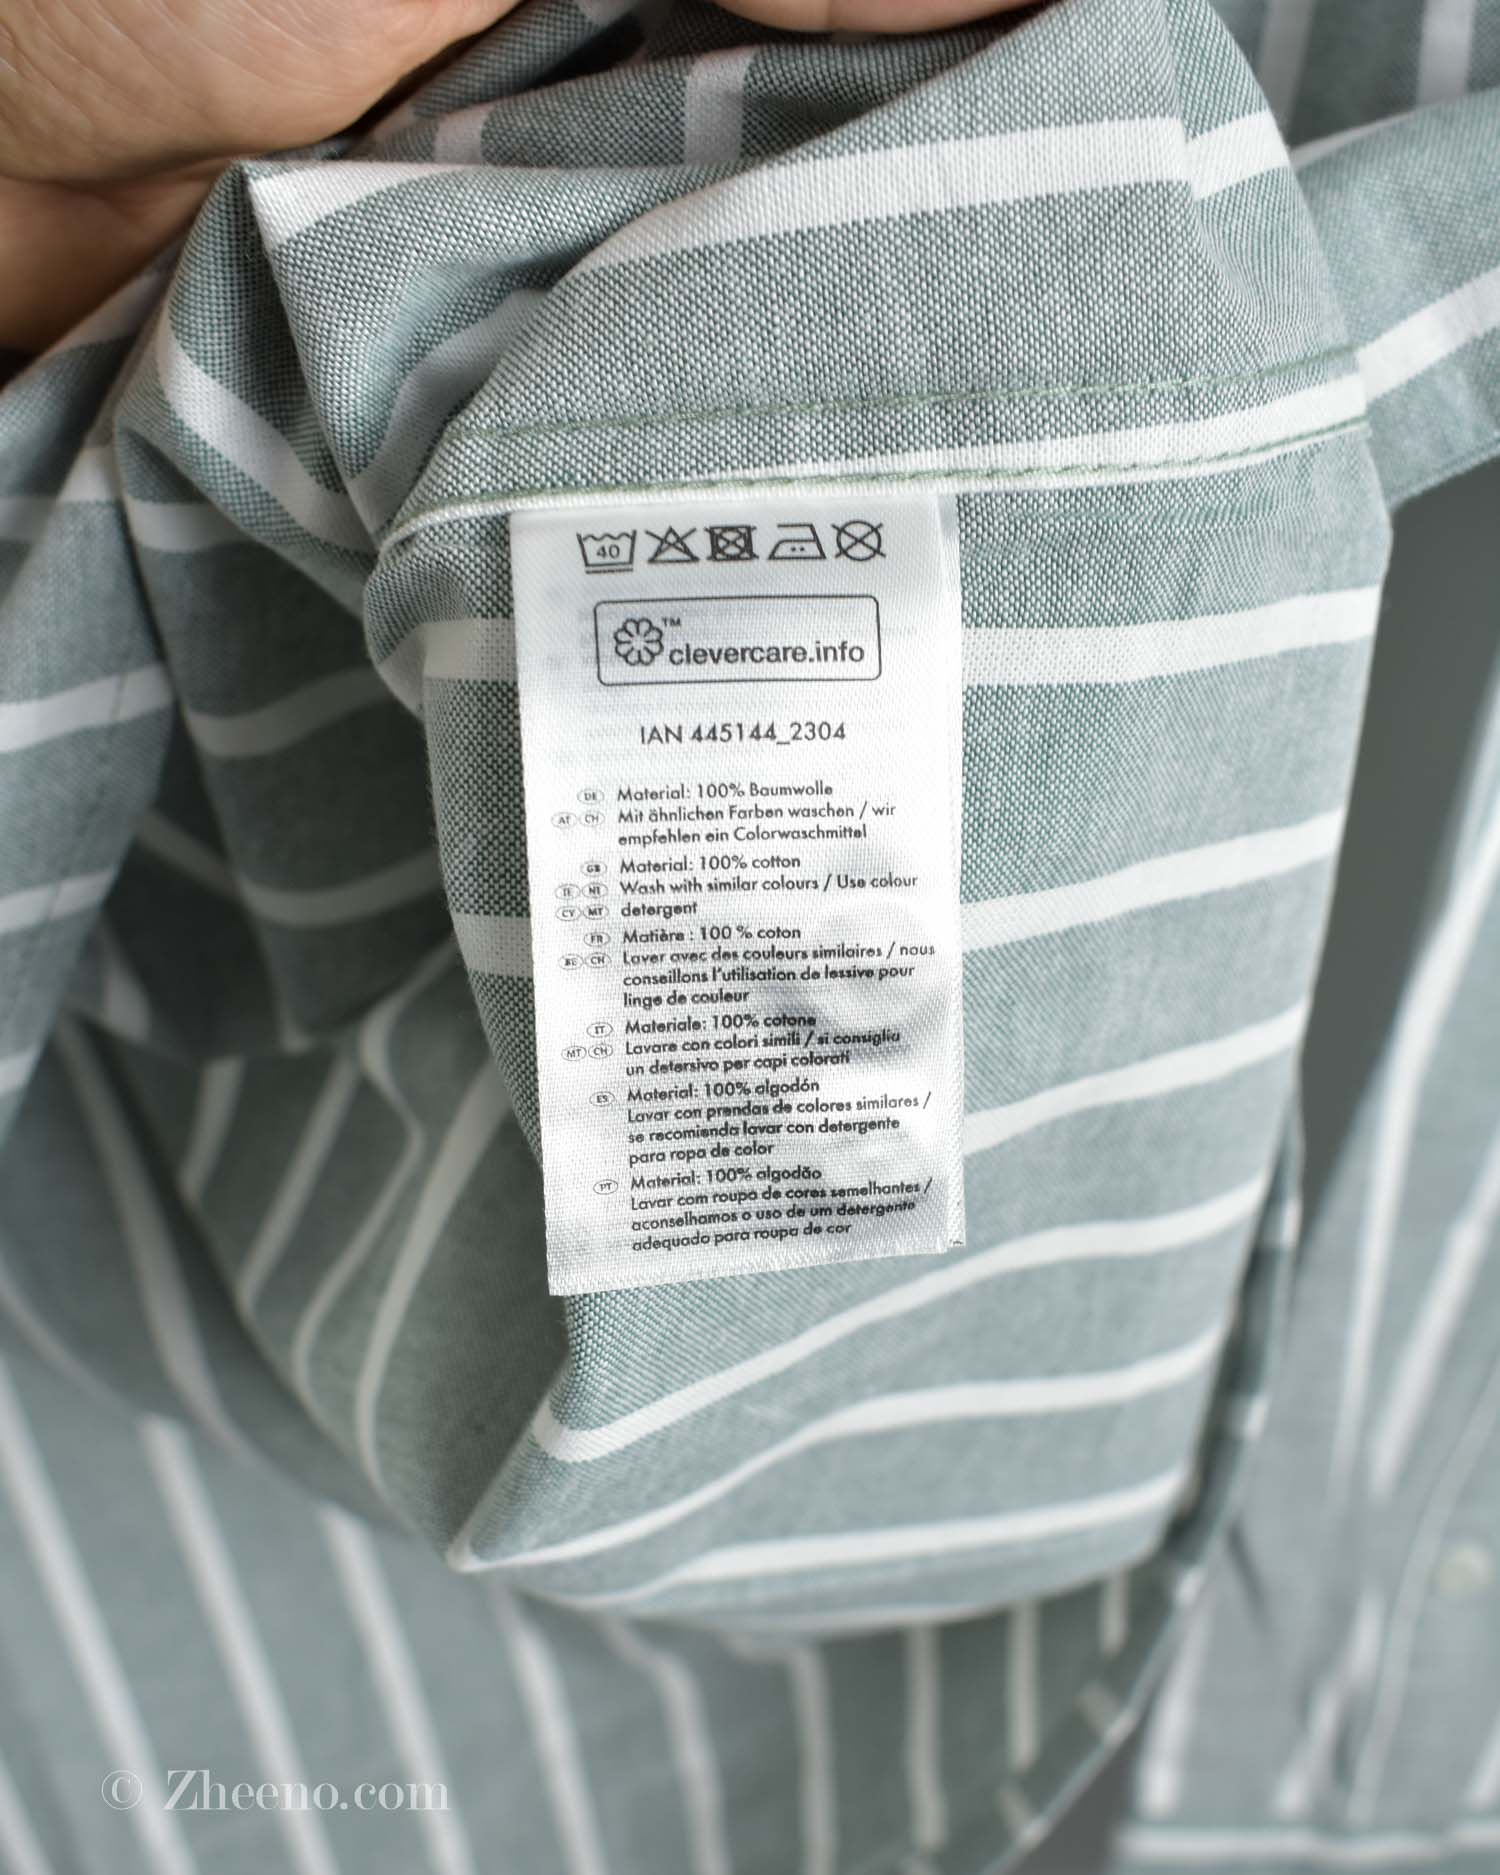 40
TM
clevercare.info
IAN 445144_2304
DE Material: 100% Baumwolle
AT CH Mit ähnlichen Farben waschen / wir
empfehlen ein Colorwaschmittel
GB Material: 100% cotton
IE NI Wash with similar colours / Use colour
CY MT detergent
FR Matière : 100 % coton
BE CH Laver avec des couleurs similaires / nous
conseillons l'utilisation de lessive pour
linge de couleur
IT Materiale: 100% cotone
MT CH Lavare con colori simili / si consiglia
un detersivo per capi colorati
ES Material: 100% algodón
Lavar con prendas de colores similares /
se recomienda lavar con detergente
para ropa de color
PT Material: 100% algodão
Lavar com roupa de cores semelhantes /
aconselhamos o uso de um detergente
adequado para roupa de cor
© Zheeno.com